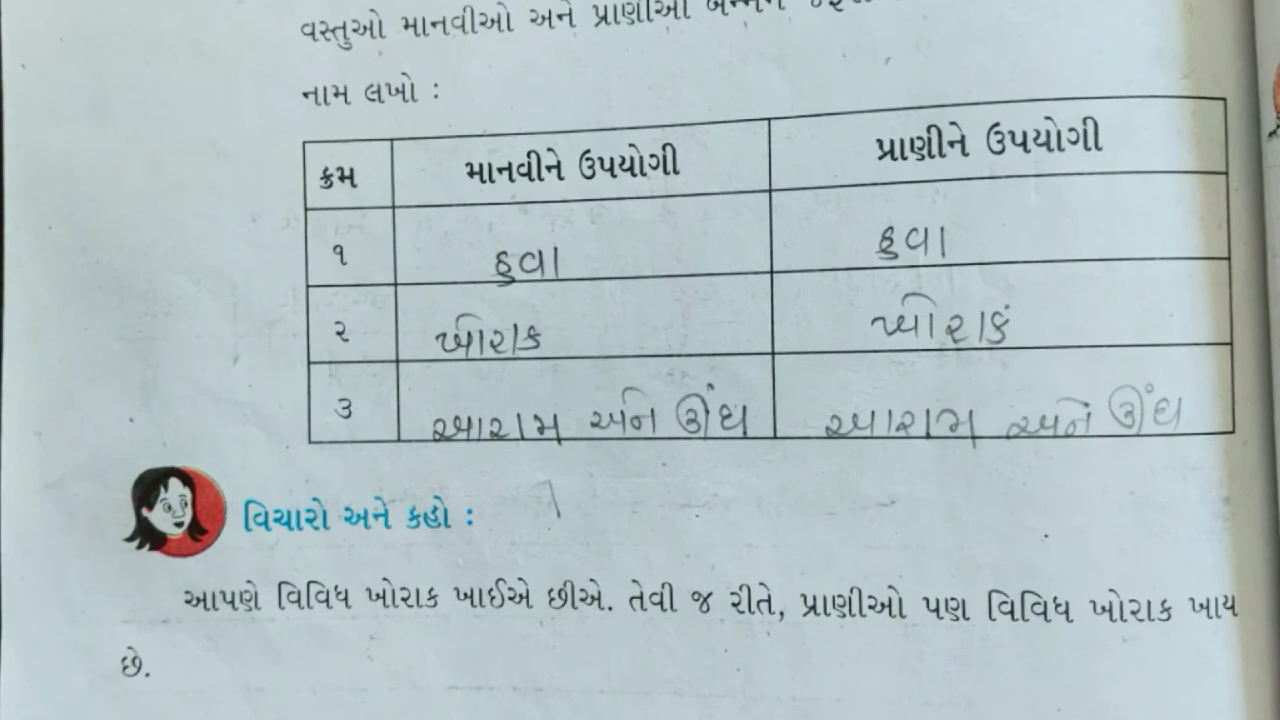 વસ્તુઓ માનવીઓ અને પ્રાણીઓ
નામ લખો :
ક્રમ માનવીને ઉપયોગી પ્રાણીને ઉપયોગી
૧ હવા હવા
૨ ખોરાક ખોરાક
૩ આરામ અને ઊંઘ આરામ અને ઊંઘ
વિચારો અને કહો :
આપણે વિવિધ ખોરાક ખાઈએ છીએ. તેવી જ રીતે, પ્રાણીઓ પણ વિવિધ ખોરાક ખાય
છે.